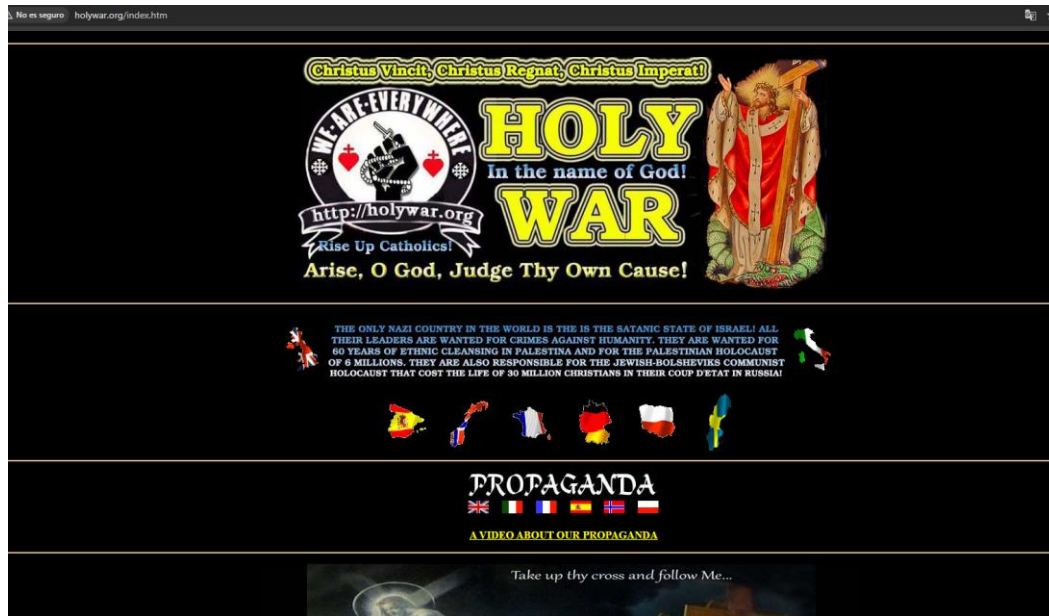 No es seguro holywar.org/index.htm
Christus Vincit, Christus Regnat, Christus Imperat!
WE·ARE·EVERYWHERE
http://holywar.org
Rise Up Catholics!
HOLY
In the name of God!
WAR
Arise, O God, Judge Thy Own Cause!
THE ONLY NAZI COUNTRY IN THE WORLD IS THE IS THE SATANIC STATE OF ISRAEL! ALL
THEIR LEADERS ARE WANTED FOR CRIMES AGAINST HUMANITY. THEY ARE WANTED FOR
60 YEARS OF ETHNIC CLEANSING IN PALESTINA AND FOR THE PALESTINIAN HOLOCAUST
OF 6 MILLIONS. THEY ARE ALSO RESPONSIBLE FOR THE JEWISH-BOLSHEVIKS COMMUNIST
HOLOCAUST THAT COST THE LIFE OF 30 MILLION CHRISTIANS IN THEIR COUP D'ETAT IN RUSSIA!
PROPAGANDA
A VIDEO ABOUT OUR PROPAGANDA
Take up thy cross and follow Me...